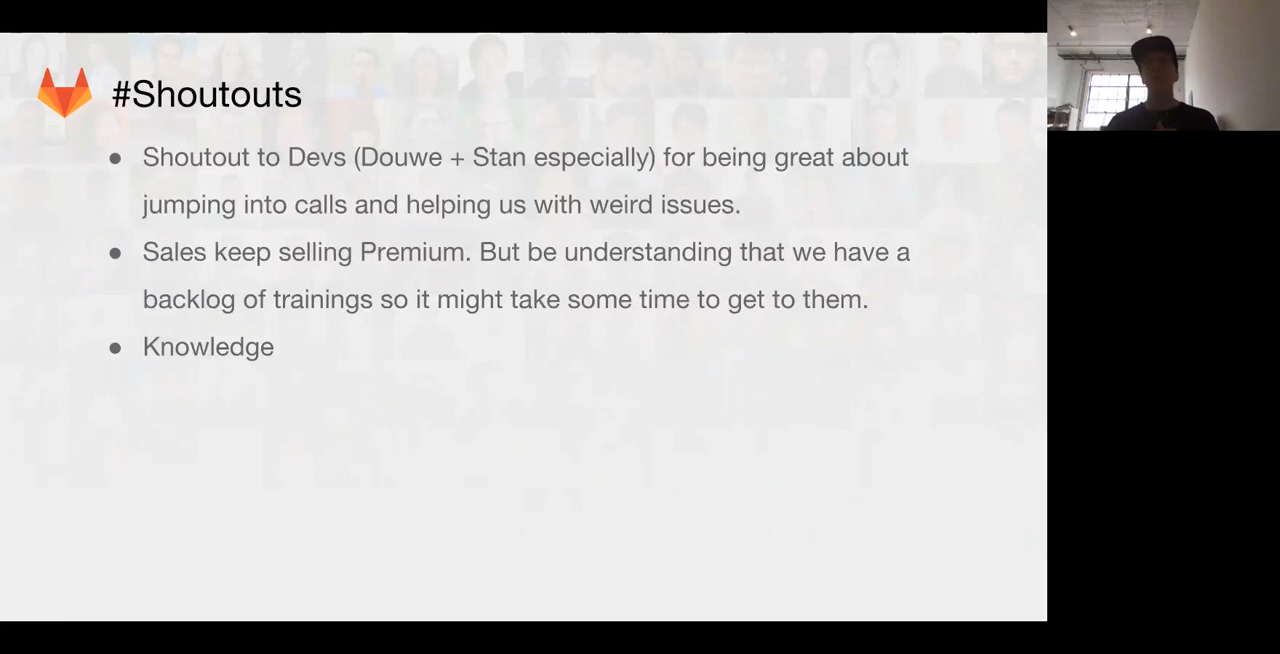 #Shoutouts
● Shoutout to Devs (Douwe + Stan especially) for being great about
jumping into calls and helping us with weird issues.
● Sales keep selling Premium. But be understanding that we have a
backlog of trainings so it might take some time to get to them.
● Knowledge